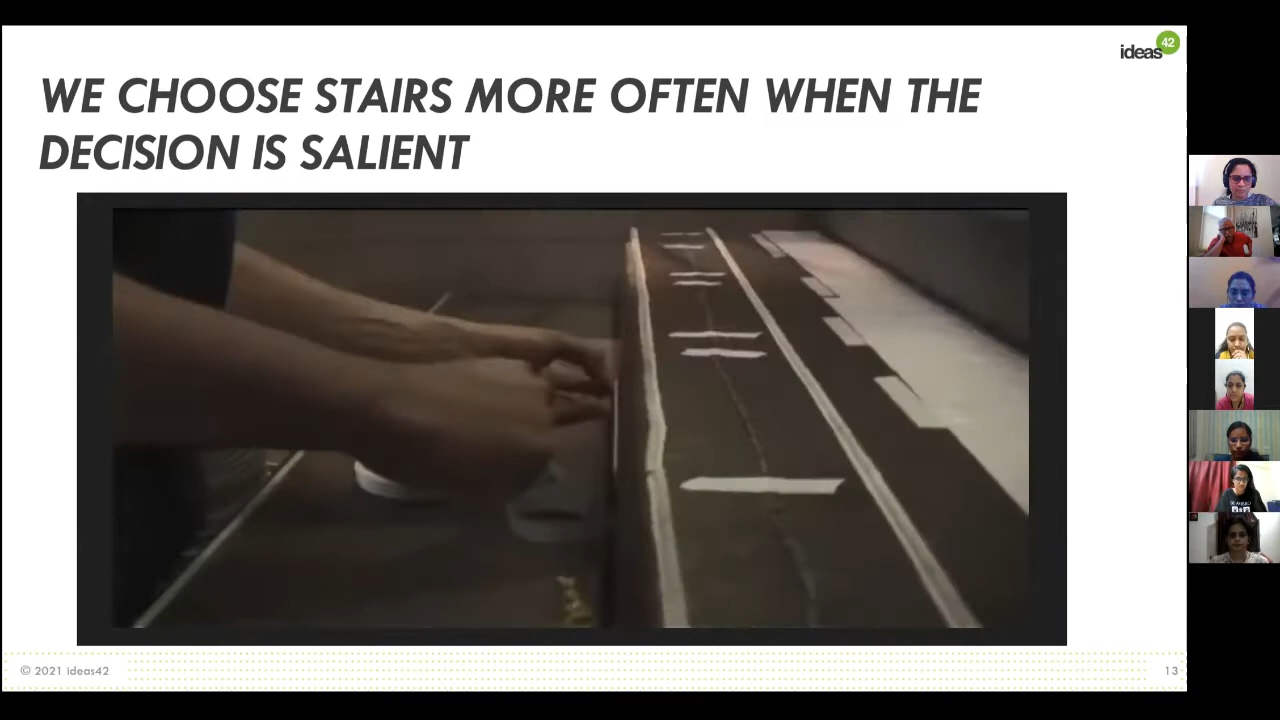 ideas42
WE CHOOSE STAIRS MORE OFTEN WHEN THE
DECISION IS SALIENT
© 2021 ideas42
13